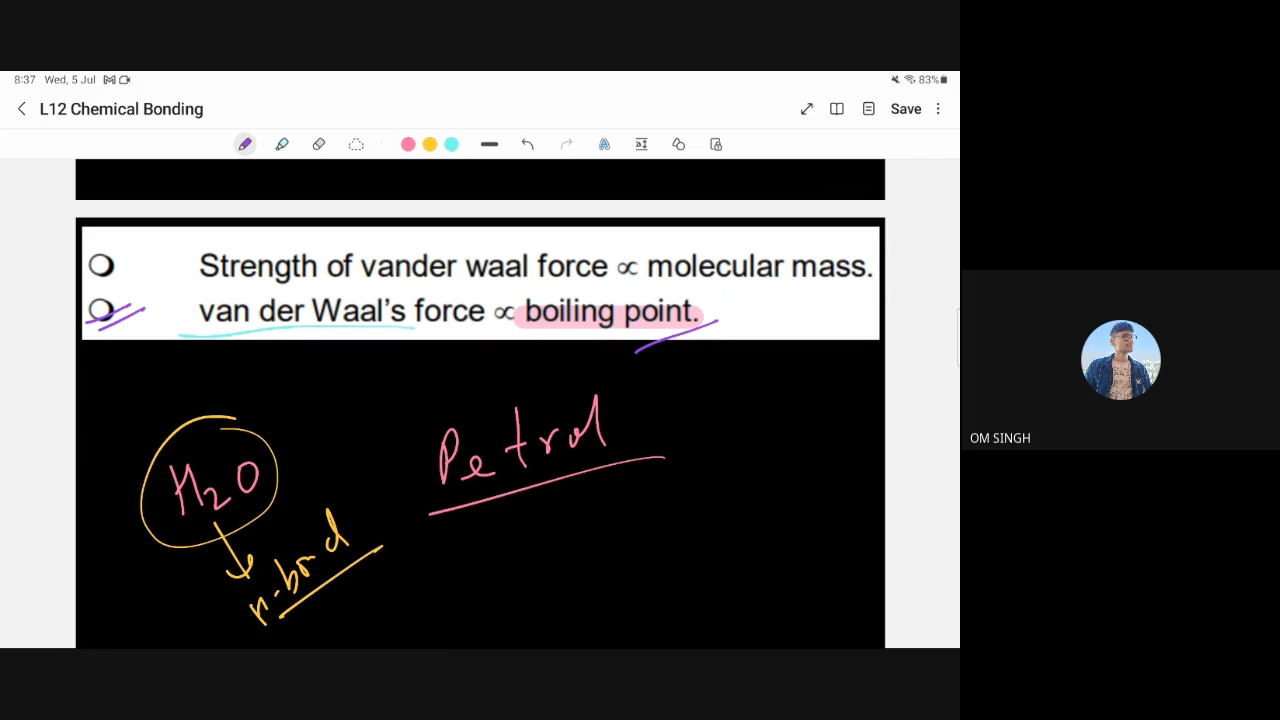 8:37 Wed, 5 Jul 83%
L12 Chemical Bonding Save
Strength of vander waal force ∝ molecular mass.
van der Waal's force ∝ boiling point.
H₂O Petrol
H-bond
OM SINGH